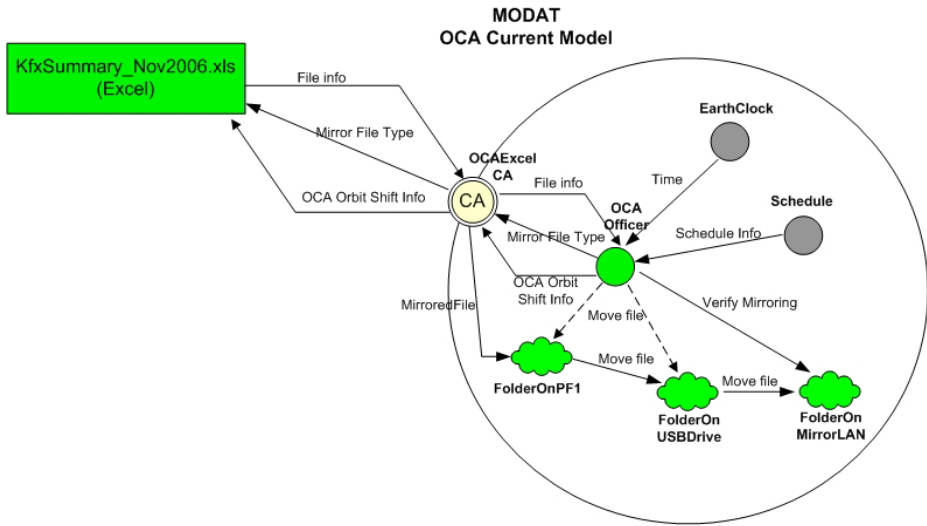 MODAT
OCA Current Model
KfxSummary_Nov2006.xls
(Excel)
File info
Mirror File Type
OCA Orbit Shift Info
OCAExcel
CA
CA
File info
Mirror File Type
OCA Orbit
Shift Info
MirroredFile
OCA
Officer
EarthClock
Time
Schedule
Schedule Info
Verify Mirroring
Move file
Move file
Move file
FolderOnPF1
FolderOn
USBDrive
FolderOn
MirrorLAN